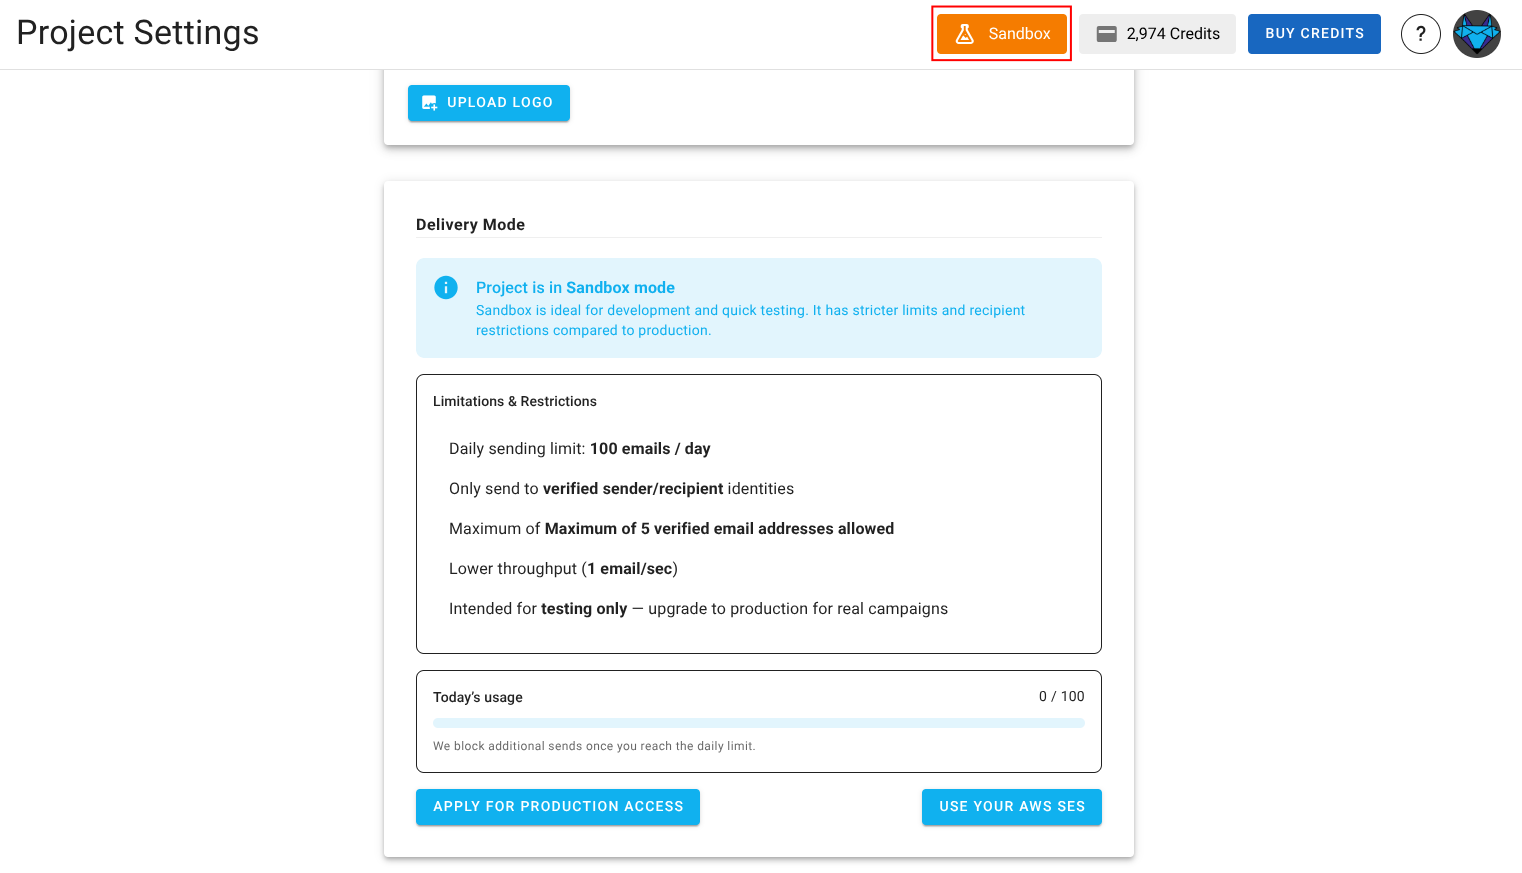 Project Settings
Sandbox
2,974 Credits
BUY CREDITS
?
UPLOAD LOGO
Delivery Mode
Project is in Sandbox mode
Sandbox is ideal for development and quick testing. It has stricter limits and recipient
restrictions compared to production.
Limitations & Restrictions
Daily sending limit: 100 emails / day
Only send to verified sender/recipient identities
Maximum of Maximum of 5 verified email addresses allowed
Lower throughput (1 email/sec)
Intended for testing only — upgrade to production for real campaigns
Today's usage
0 / 100
We block additional sends once you reach the daily limit.
APPLY FOR PRODUCTION ACCESS
USE YOUR AWS SES